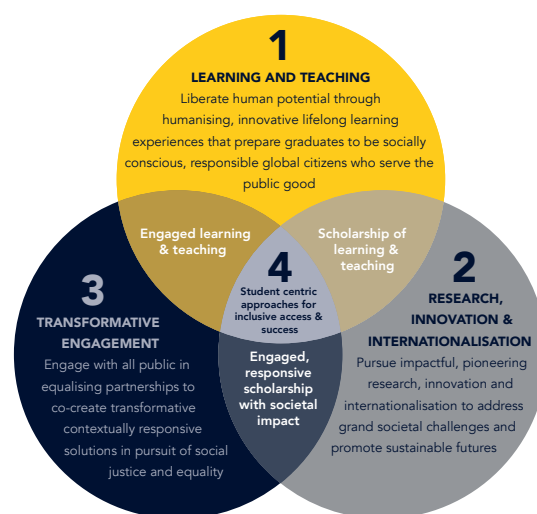 1
LEARNING AND TEACHING
Liberate human potential through
humanising, innovative lifelong learning
experiences that prepare graduates to be socially
conscious, responsible global citizens who serve the
public good
Engaged learning
& teaching
Scholarship of
learning &
teaching
4
Student centric
approaches for
inclusive access &
success
3
TRANSFORMATIVE
ENGAGEMENT
Engage with all public in
equalising partnerships to
co-create transformative
contextually responsive
solutions in pursuit of social
justice and equality
2
RESEARCH,
INNOVATION &
INTERNATIONALISATION
Pursue impactful, pioneering
research, innovation and
internationalisation to address
grand societal challenges and
promote sustainable futures
Engaged,
responsive
scholarship
with societal
impact